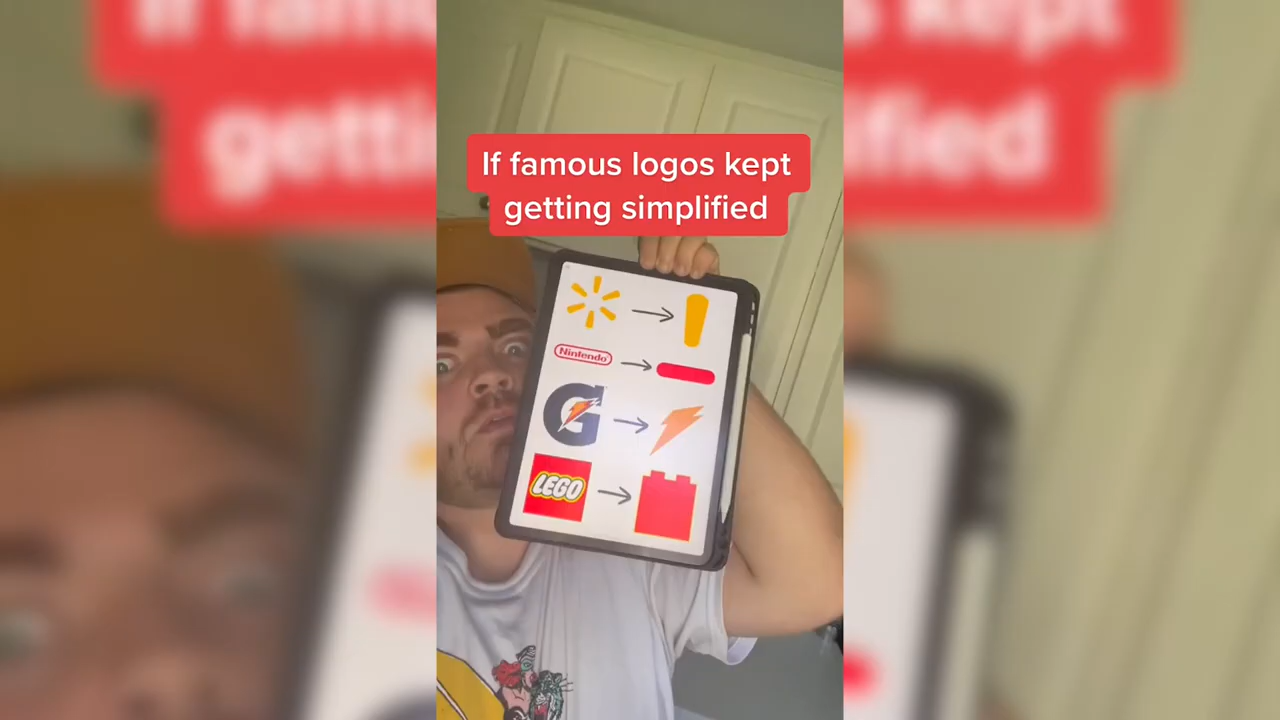 If famous logos kept
getting simplified
Nintendo
G
LEGO